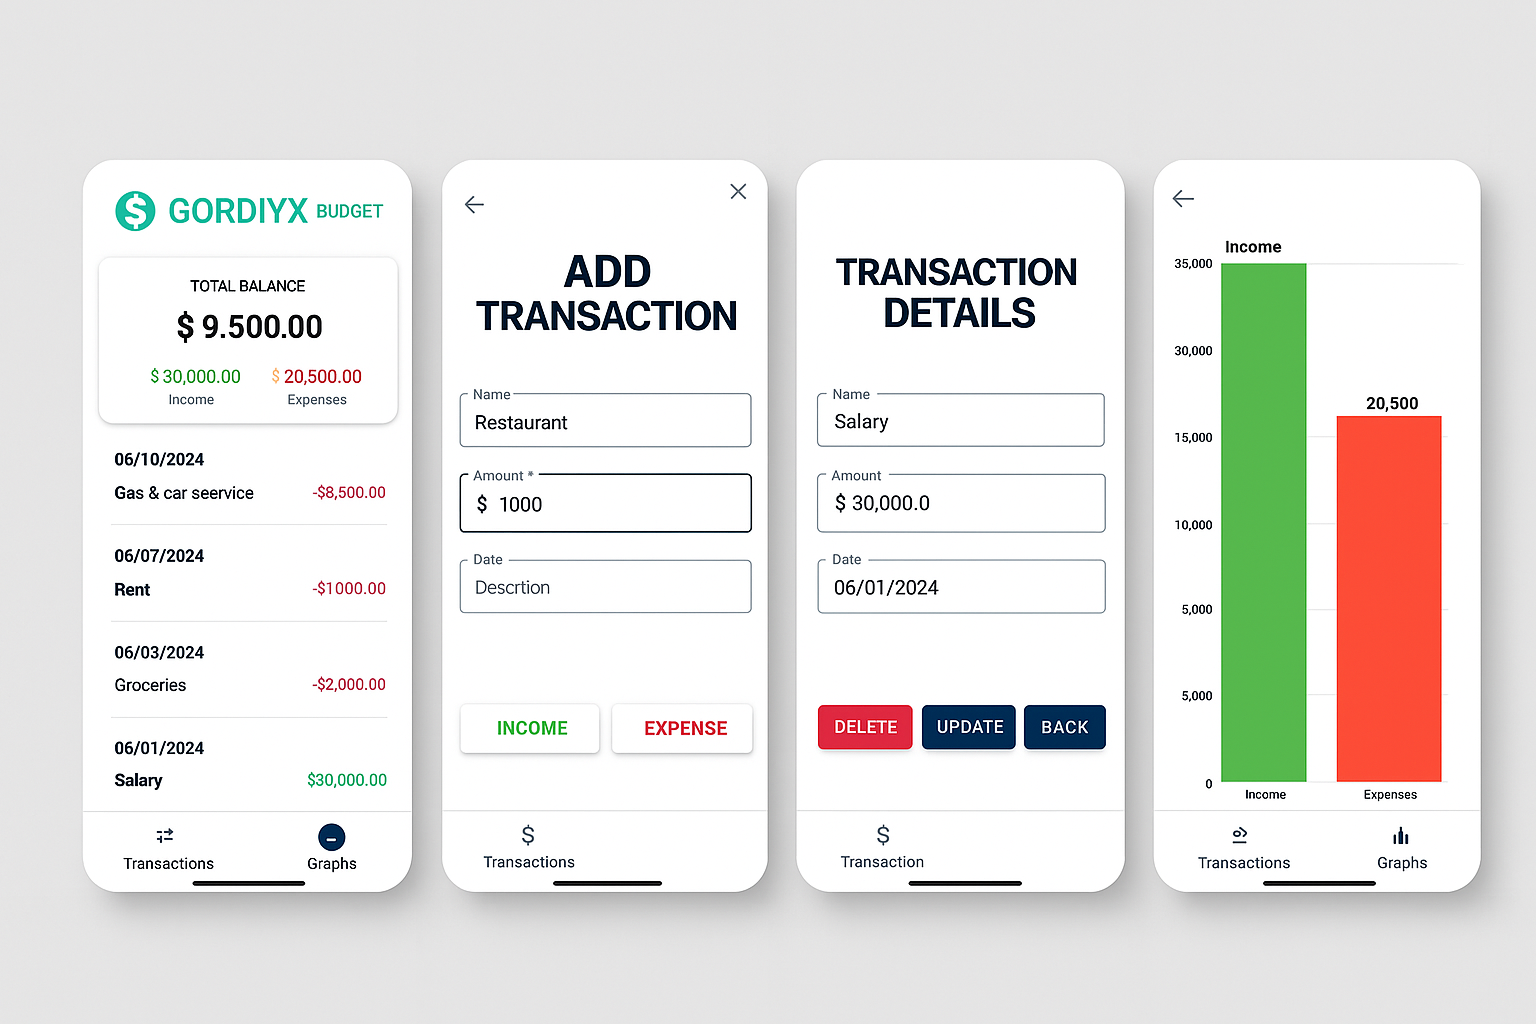 GORDIYX BUDGET
TOTAL BALANCE
$ 9.500.00
$ 30,000.00 $ 20,500.00
Income Expenses
06/10/2024
Gas & car seervice -$8,500.00
06/07/2024
Rent -$1000.00
06/03/2024
Groceries -$2,000.00
06/01/2024
Salary $30,000.00
Transactions Graphs
ADD
TRANSACTION
Name
Restaurant
Amount *
$ 1000
Date
Descrtion
INCOME EXPENSE
$
Transactions
TRANSACTION
DETAILS
Name
Salary
Amount
$ 30,000.0
Date
06/01/2024
DELETE UPDATE BACK
$
Transaction
Income
35,000
30,000
20,500
15,000
10,000
5,000
5,000
0
Income Expenses
Transactions Graphs